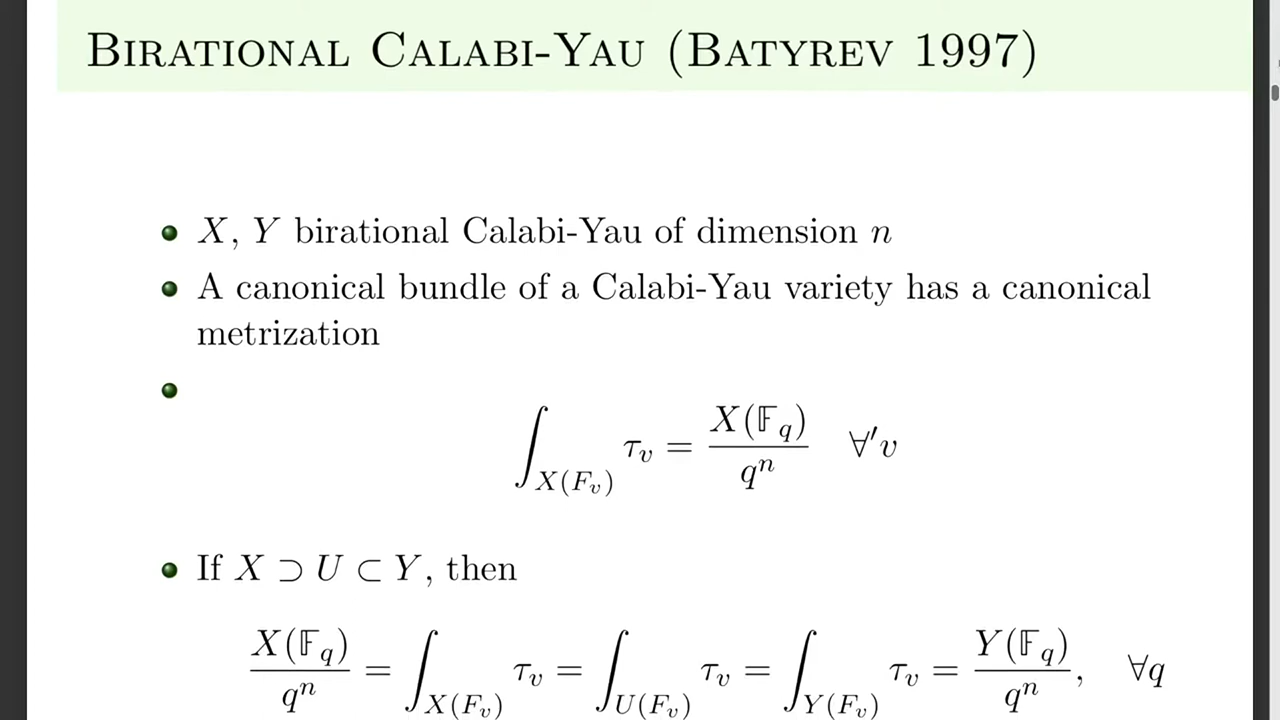 BIRATIONAL CALABI-YAU (BATYREV 1997)
X, Y birational Calabi-Yau of dimension n
A canonical bundle of a Calabi-Yau variety has a canonical
metrization
∫_{X(F_v)} τ_v = X(𝔽_q)/q^n ∀′v
If X ⊃ U ⊂ Y, then
X(𝔽_q)/q^n = ∫_{X(F_v)} τ_v = ∫_{U(F_v)} τ_v = ∫_{Y(F_v)} τ_v = Y(𝔽_q)/q^n, ∀q